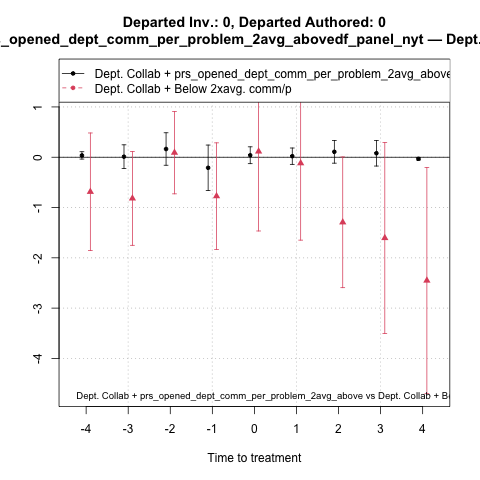 Departed Inv.: 0, Departed Authored: 0
s_opened_dept_comm_per_problem_2avg_abovedf_panel_nyt — Dept.
Dept. Collab + prs_opened_dept_comm_per_problem_2avg_above
Dept. Collab + Below 2xavg. comm/p
1
0
-1
-2
-3
-4
Dept. Collab + prs_opened_dept_comm_per_problem_2avg_above vs Dept. Collab + Be
-4 -3 -2 -1 0 1 2 3 4
Time to treatment